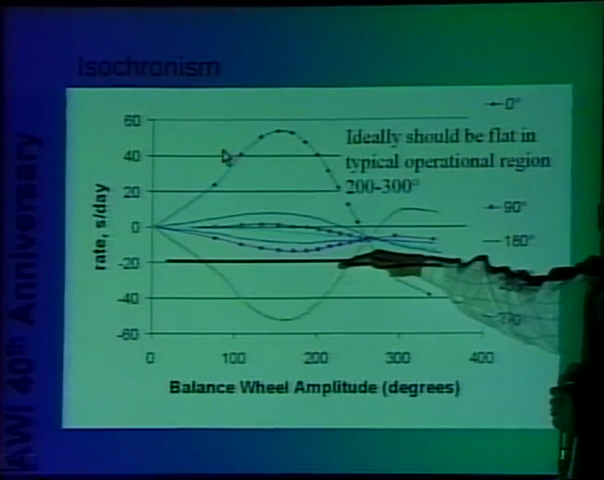 Isochronism
AWI 40th Anniversary
0°
60
Ideally should be flat in
40
typical operational region
20
200-300°
90°
0
180°
-20
-40
-60
rate, s/day
0 100 200 300 400
Balance Wheel Amplitude (degrees)